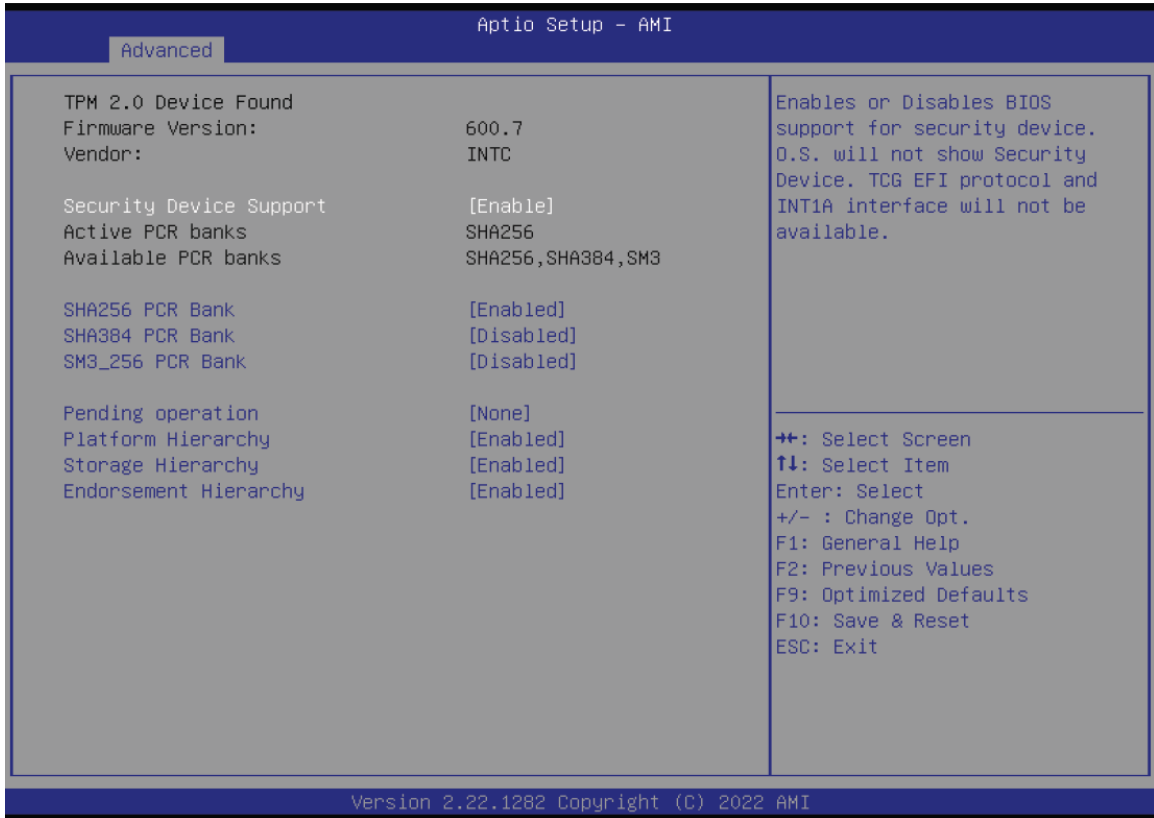 Aptio Setup – AMI
Advanced
TPM 2.0 Device Found
Firmware Version: 600.7
Vendor: INTC
Security Device Support [Enable]
Active PCR banks SHA256
Available PCR banks SHA256,SHA384,SM3
SHA256 PCR Bank [Enabled]
SHA384 PCR Bank [Disabled]
SM3_256 PCR Bank [Disabled]
Pending operation [None]
Platform Hierarchy [Enabled]
Storage Hierarchy [Enabled]
Endorsement Hierarchy [Enabled]
Enables or Disables BIOS
support for security device.
O.S. will not show Security
Device. TCG EFI protocol and
INT1A interface will not be
available.
→←: Select Screen
↑↓: Select Item
Enter: Select
+/- : Change Opt.
F1: General Help
F2: Previous Values
F9: Optimized Defaults
F10: Save & Reset
ESC: Exit
Version 2.22.1282 Copyright (C) 2022 AMI